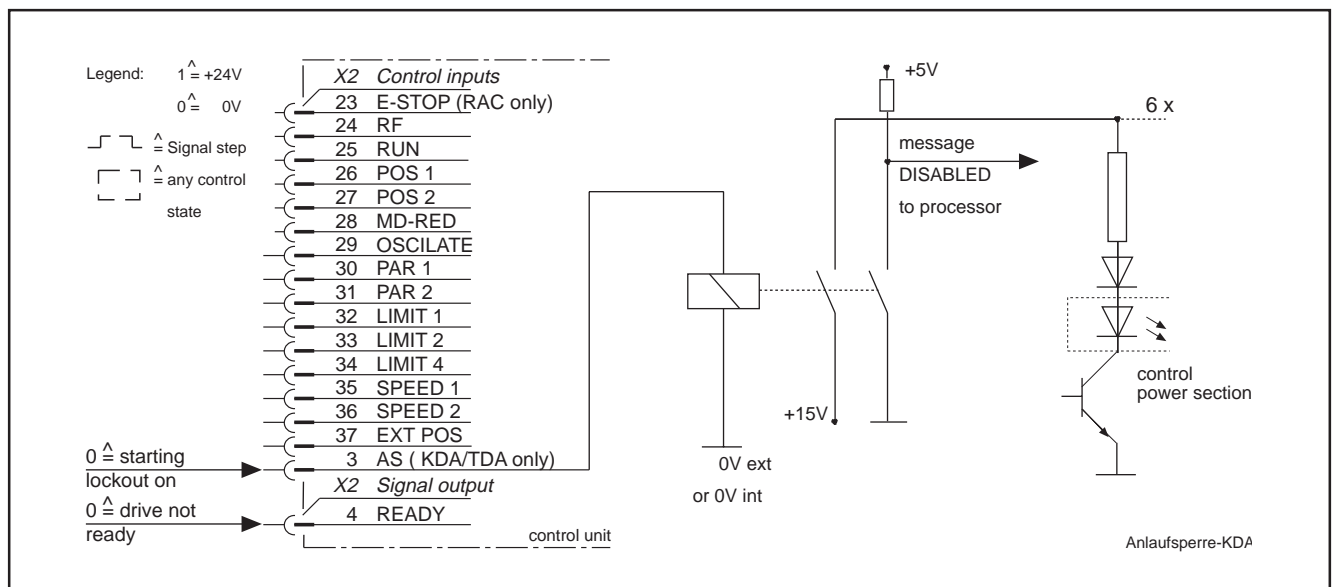 Legend: 1 ≙ +24V
0 ≙ 0V
≙ Signal step
≙ any control
state
X2 Control inputs
23 E-STOP (RAC only)
24 RF
25 RUN
26 POS 1
27 POS 2
28 MD-RED
29 OSCILATE
30 PAR 1
31 PAR 2
32 LIMIT 1
33 LIMIT 2
34 LIMIT 4
35 SPEED 1
36 SPEED 2
37 EXT POS
3 AS ( KDA/TDA only)
X2 Signal output
4 READY
control unit
0 ≙ starting
lockout on
0 ≙ drive not
ready
0V ext
or 0V int
+5V
+15V
message
DISABLED
to processor
6 x
control
power section
Anlaufsperre-KDA